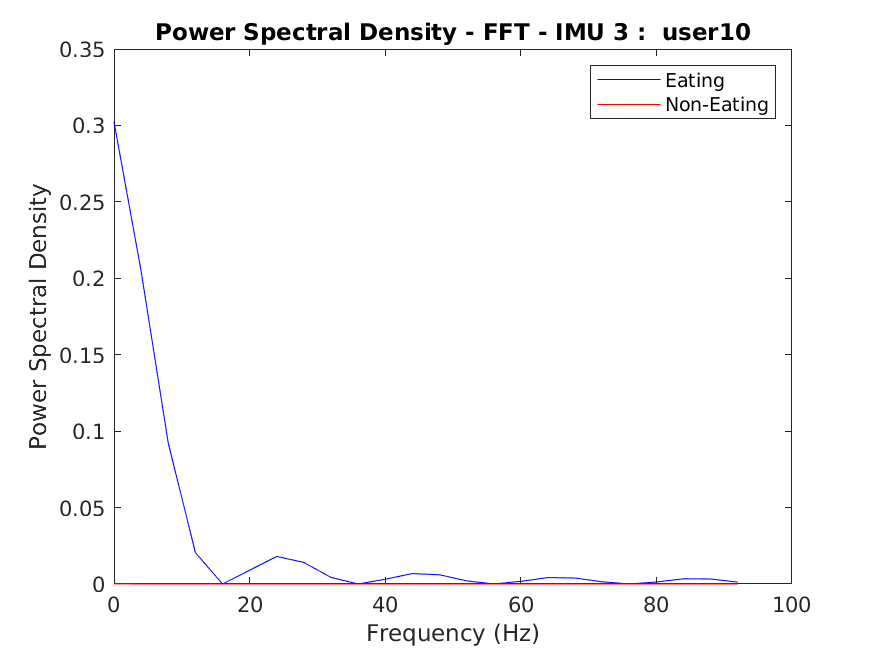 Power Spectral Density - FFT - IMU 3 :  user10
Eating
Non-Eating
0.35
0.3
0.25
0.2
0.15
0.1
0.05
0
Power Spectral Density
0 20 40 60 80 100
Frequency (Hz)